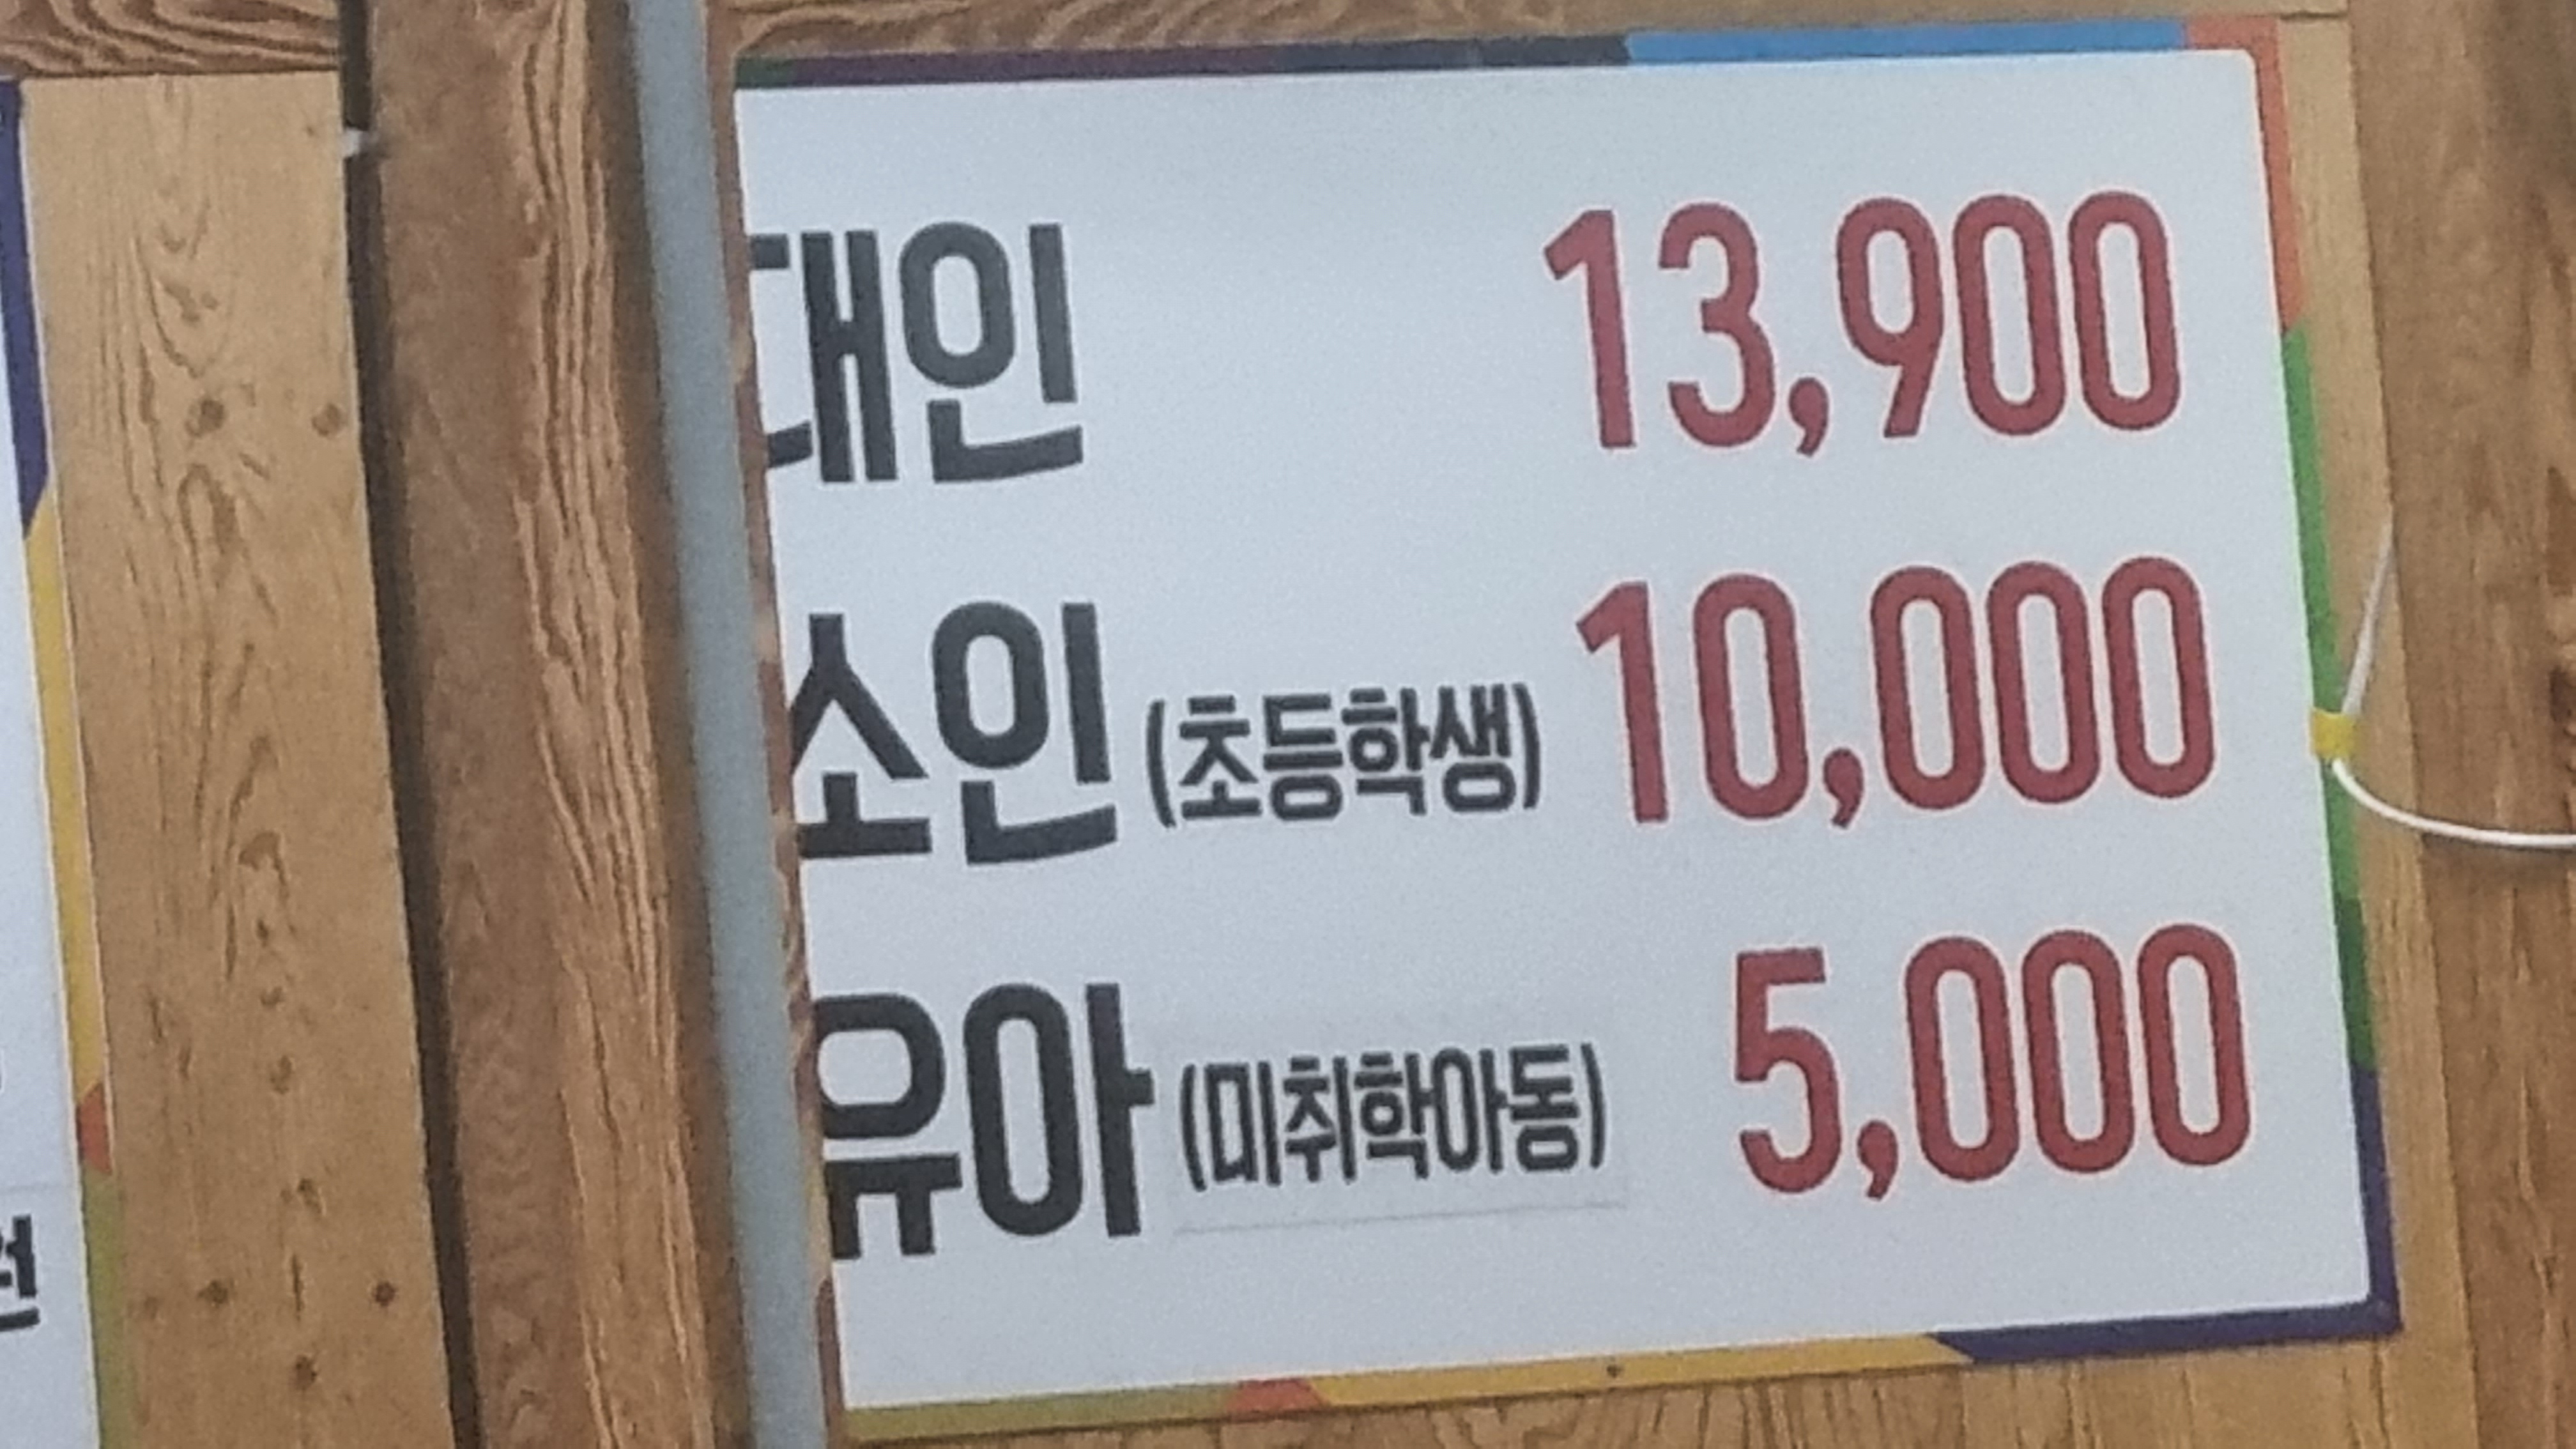 대인 13,900
소인 (초등학생) 10,000
유아 (미취학아동) 5,000